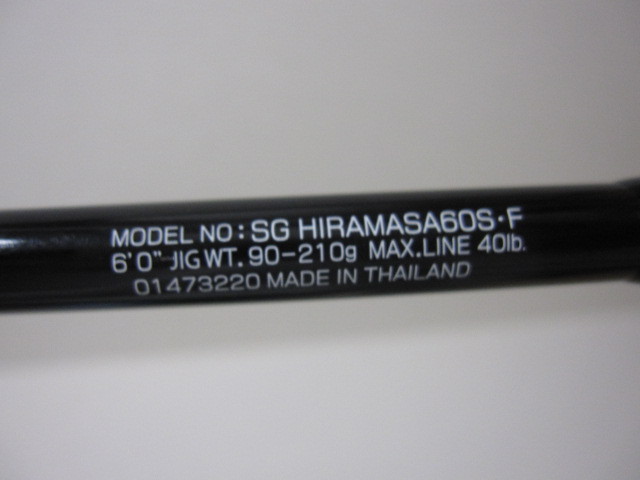 MODEL NO: SG HIRAMASA60S·F
6'0" JIG WT. 90-210g MAX.LINE 40lb.
01473220 MADE IN THAILAND